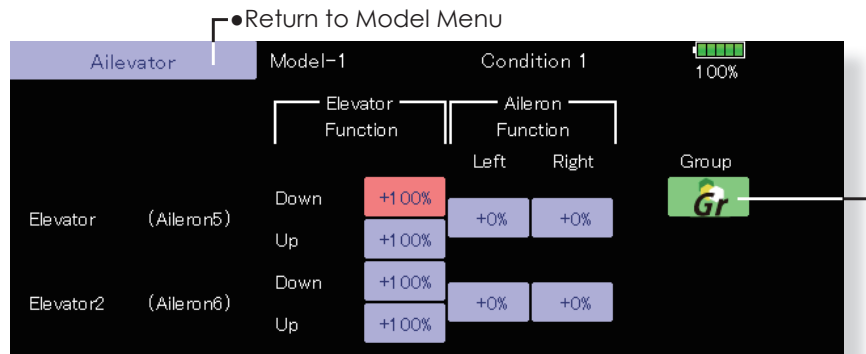 ●Return to Model Menu
Ailevator Model-1 Condition 1 100%
Elevator Function Aileron Function
Left Right Group
Elevator (Aileron5) Down +100% +0% +0% Gr
Up +100%
Elevator2 (Aileron6) Down +100% +0% +0%
Up +100%